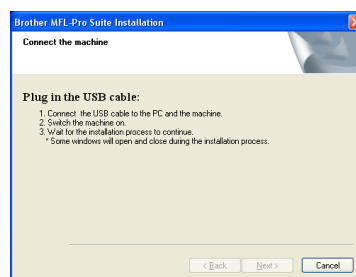 Brother MFL-Pro Suite Installation
Connect the machine
Plug in the USB cable:
1. Connect the USB cable to the PC and the machine.
2. Switch the machine on.
3. Wait for the installation process to continue.
* Some windows will open and close during the installation process.
< Back Next > Cancel